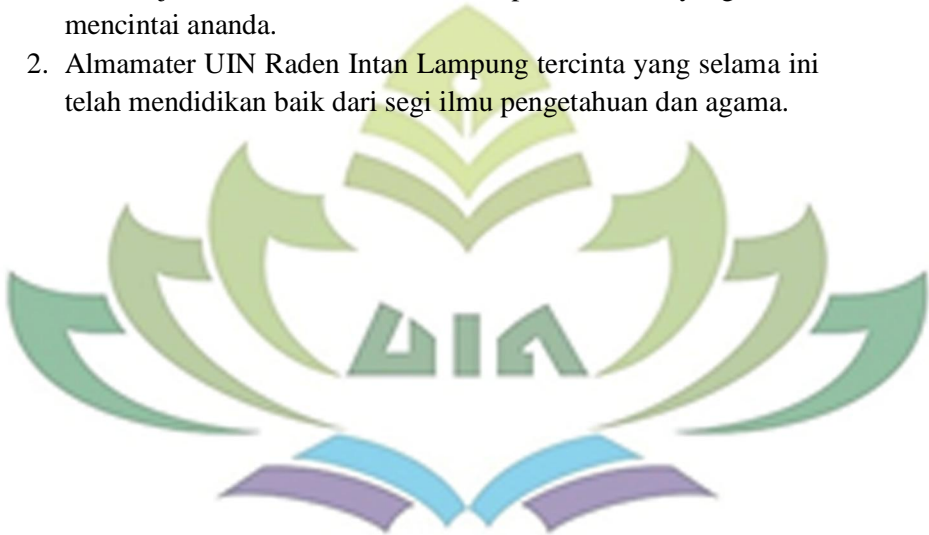 mencintai ananda.
2. Almamater UIN Raden Intan Lampung tercinta yang selama ini
telah mendidikan baik dari segi ilmu pengetahuan dan agama.
UIN